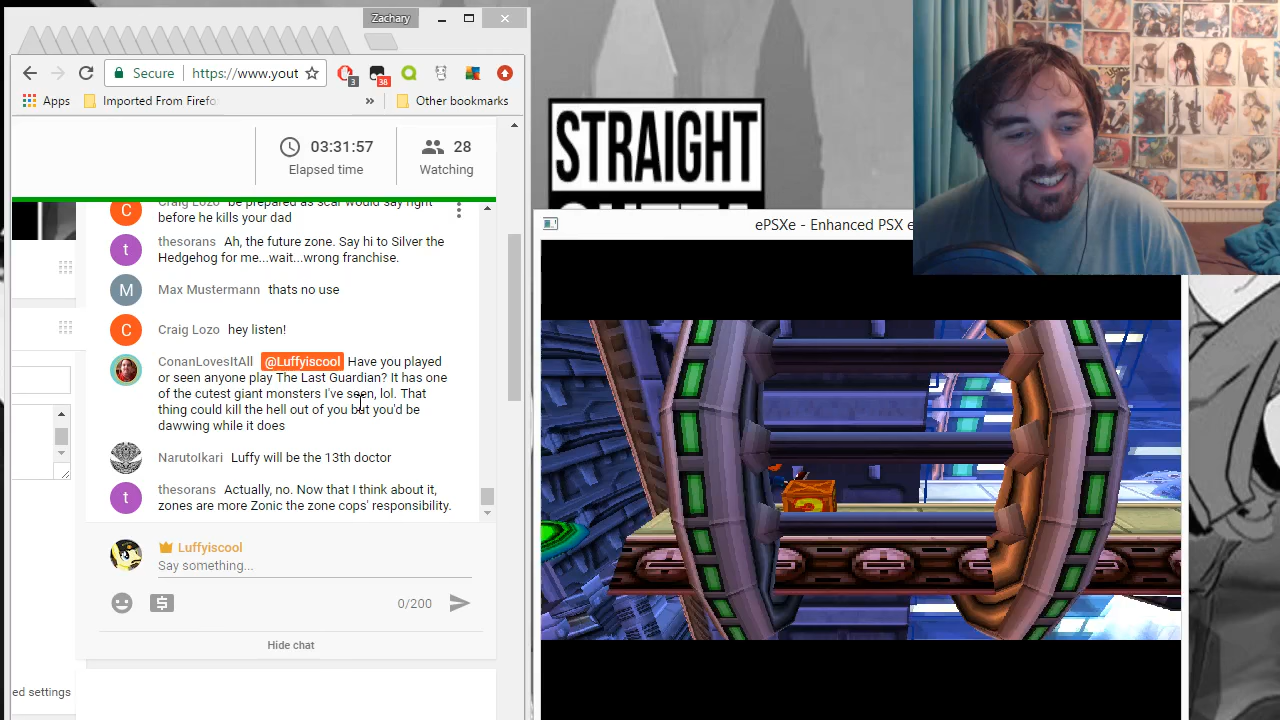 Zachary
Secure https://www.yout
3
38
Apps Imported From Firefo » Other bookmarks
03:31:57
Elapsed time
28
Watching
Craig Lozo be prepared as scar would say right
before he kills your dad
thesorans Ah, the future zone. Say hi to Silver the
Hedgehog for me...wait...wrong franchise.
Max Mustermann thats no use
Craig Lozo hey listen!
ConanLovesItAll @Luffyiscool Have you played
or seen anyone play The Last Guardian? It has one
of the cutest giant monsters I've seen, lol. That
thing could kill the hell out of you but you'd be
dawwing while it does
NarutoIkari Luffy will be the 13th doctor
thesorans Actually, no. Now that I think about it,
zones are more Zonic the zone cops' responsibility.
Luffyiscool
Say something...
0/200
Hide chat
ed settings
C
t
M
C
t
STRAIGHT
ePSXe - Enhanced PSX e
?